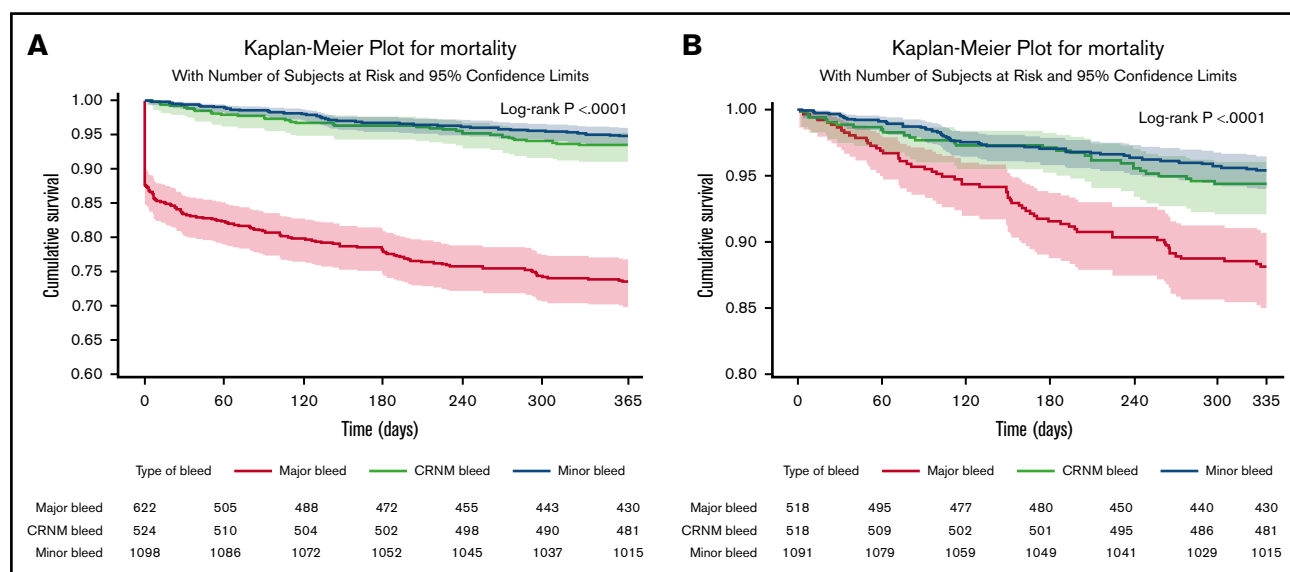 A
Kaplan-Meier Plot for mortality
With Number of Subjects at Risk and 95% Confidence Limits
Log-rank P <.0001
Cumulative survival
1.00
0.95
0.90
0.85
0.80
0.75
0.70
0.65
0.60
0 60 120 180 240 300 365
Time (days)
Type of bleed Major bleed CRNM bleed Minor bleed
Major bleed 622 505 488 472 455 443 430
CRNM bleed 524 510 504 502 498 490 481
Minor bleed 1098 1086 1072 1052 1045 1037 1015
B
Kaplan-Meier Plot for mortality
With Number of Subjects at Risk and 95% Confidence Limits
Log-rank P <.0001
Cumulative survival
1.00
0.95
0.90
0.85
0.80
0 60 120 180 240 300 335
Time (days)
Type of bleed Major bleed CRNM bleed Minor bleed
Major bleed 518 495 477 480 450 440 430
CRNM bleed 518 509 502 501 495 486 481
Minor bleed 1091 1079 1059 1049 1041 1029 1015